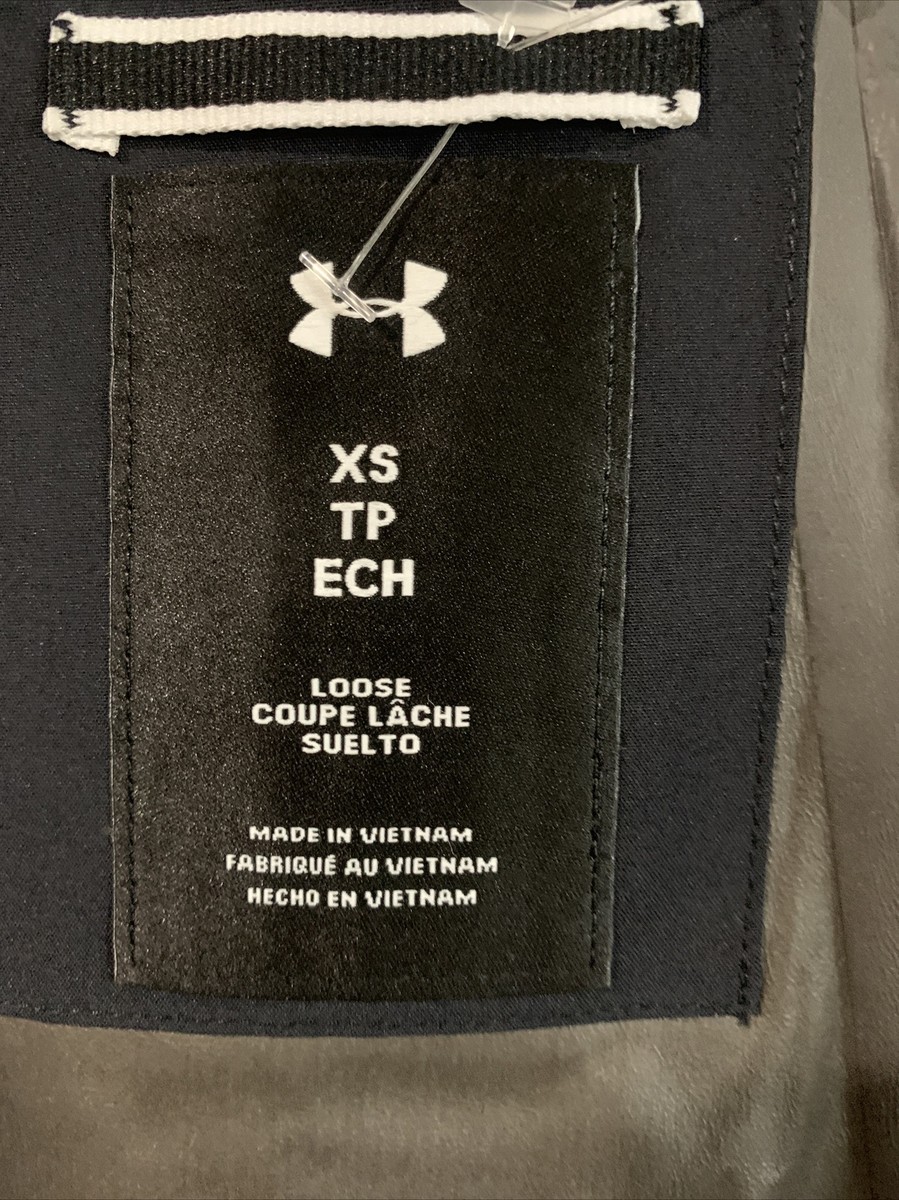 XS
TP
ECH
LOOSE
COUPE LÂCHE
SUELTO
MADE IN VIETNAM
FABRIQUÉ AU VIETNAM
HECHO EN VIETNAM